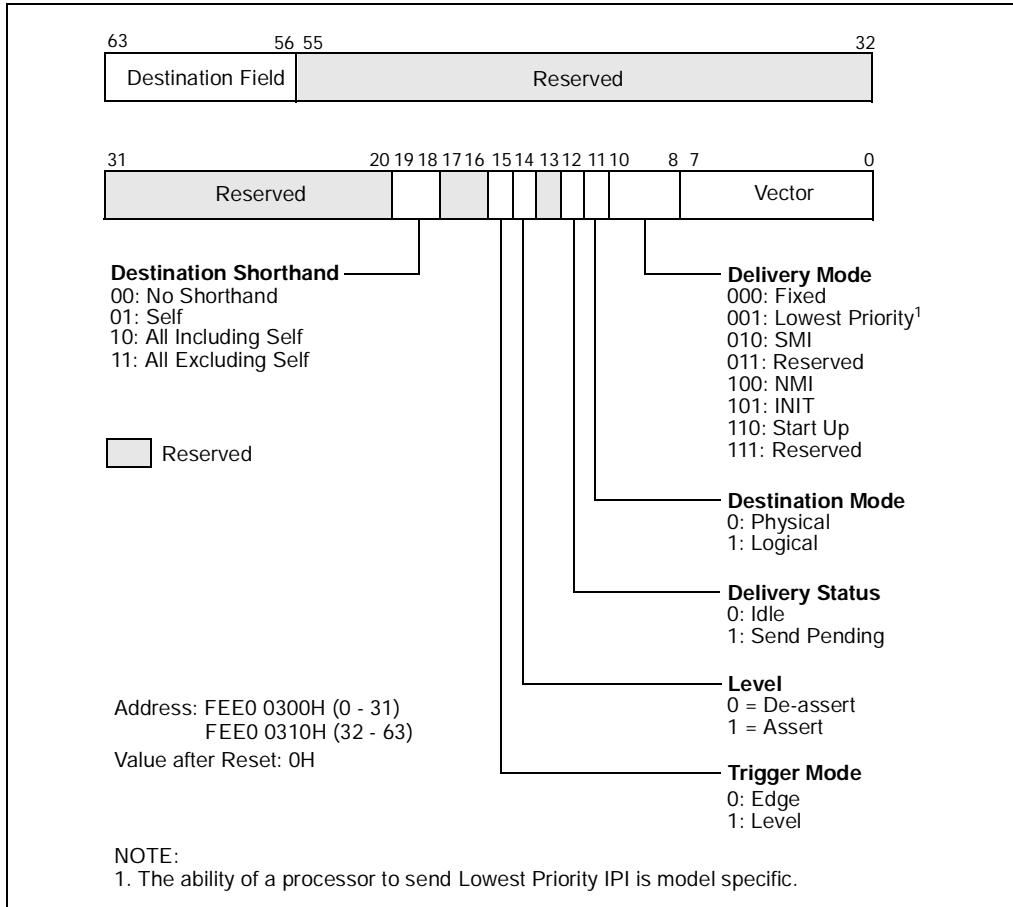 63 56 55 32
Destination Field Reserved
31 20 19 18 17 16 15 14 13 12 11 10 8 7 0
Reserved Vector
Destination Shorthand
00: No Shorthand
01: Self
10: All Including Self
11: All Excluding Self
Reserved
Delivery Mode
000: Fixed
001: Lowest Priority1
010: SMI
011: Reserved
100: NMI
101: INIT
110: Start Up
111: Reserved
Destination Mode
0: Physical
1: Logical
Delivery Status
0: Idle
1: Send Pending
Level
0 = De-assert
1 = Assert
Trigger Mode
0: Edge
1: Level
Address: FEE0 0300H (0 - 31)
FEE0 0310H (32 - 63)
Value after Reset: 0H
NOTE:
1. The ability of a processor to send Lowest Priority IPI is model specific.